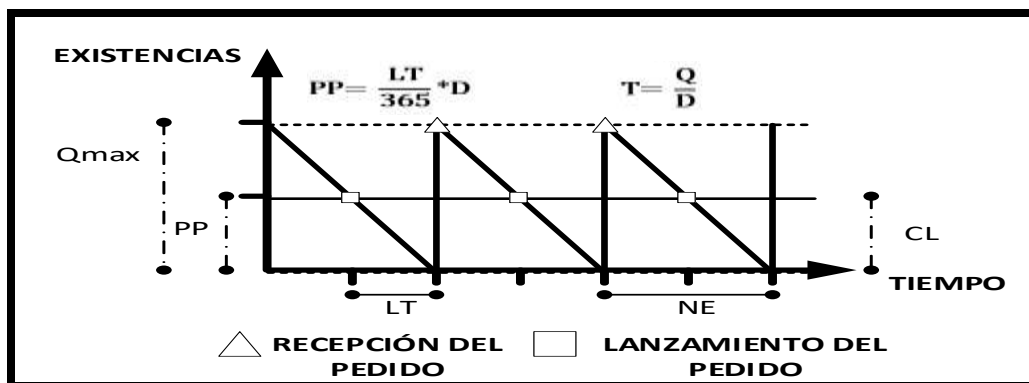 EXISTENCIAS
PP= LT/365 *D
T= Q/D
Qmax
PP
CL
TIEMPO
LT
NE
RECEPCIÓN DEL PEDIDO
LANZAMIENTO DEL PEDIDO